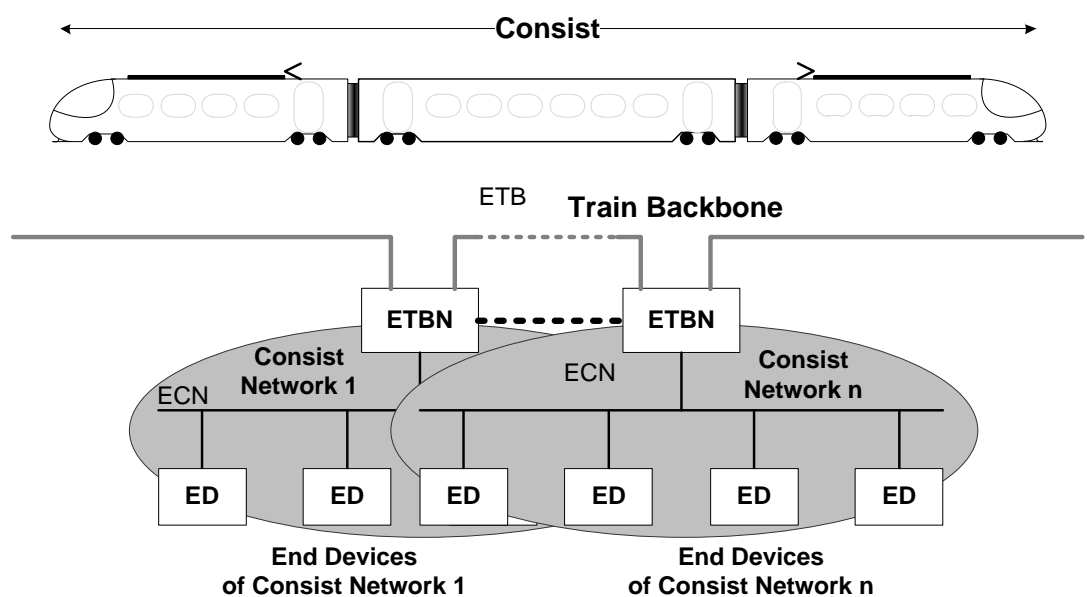 Consist
ETB
Train Backbone
ETBN
ETBN
Consist
Network 1
ECN
ECN
Consist
Network n
ED
ED
ED
ED
ED
ED
End Devices
of Consist Network 1
End Devices
of Consist Network n